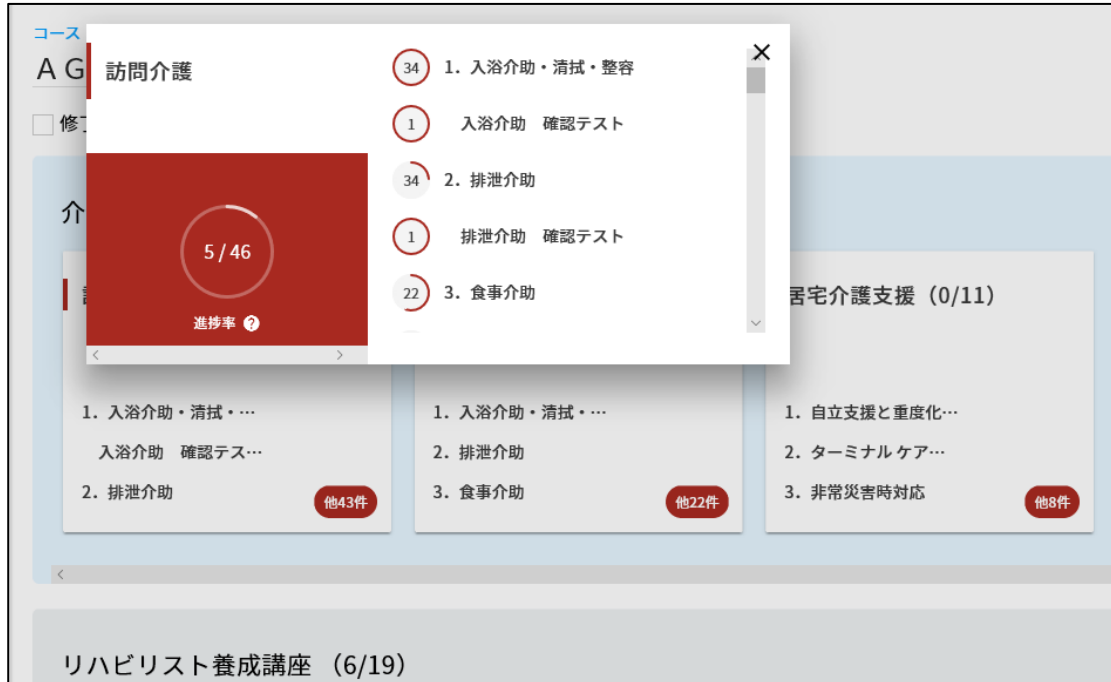 コース
AG
修
訪問介護
5 / 46
進捗率 ?
34 1. 入浴介助・清拭・整容
1 入浴介助 確認テスト
34 2. 排泄介助
1 排泄介助 確認テスト
22 3. 食事介助
介
居宅介護支援（0/11）
1. 入浴介助・清拭・…
入浴介助 確認テス…
2. 排泄介助
他43件
1. 入浴介助・清拭・…
2. 排泄介助
3. 食事介助
他22件
1. 自立支援と重度化…
2. ターミナルケア…
3. 非常災害時対応
他8件
リハビリスト養成講座 （6/19）